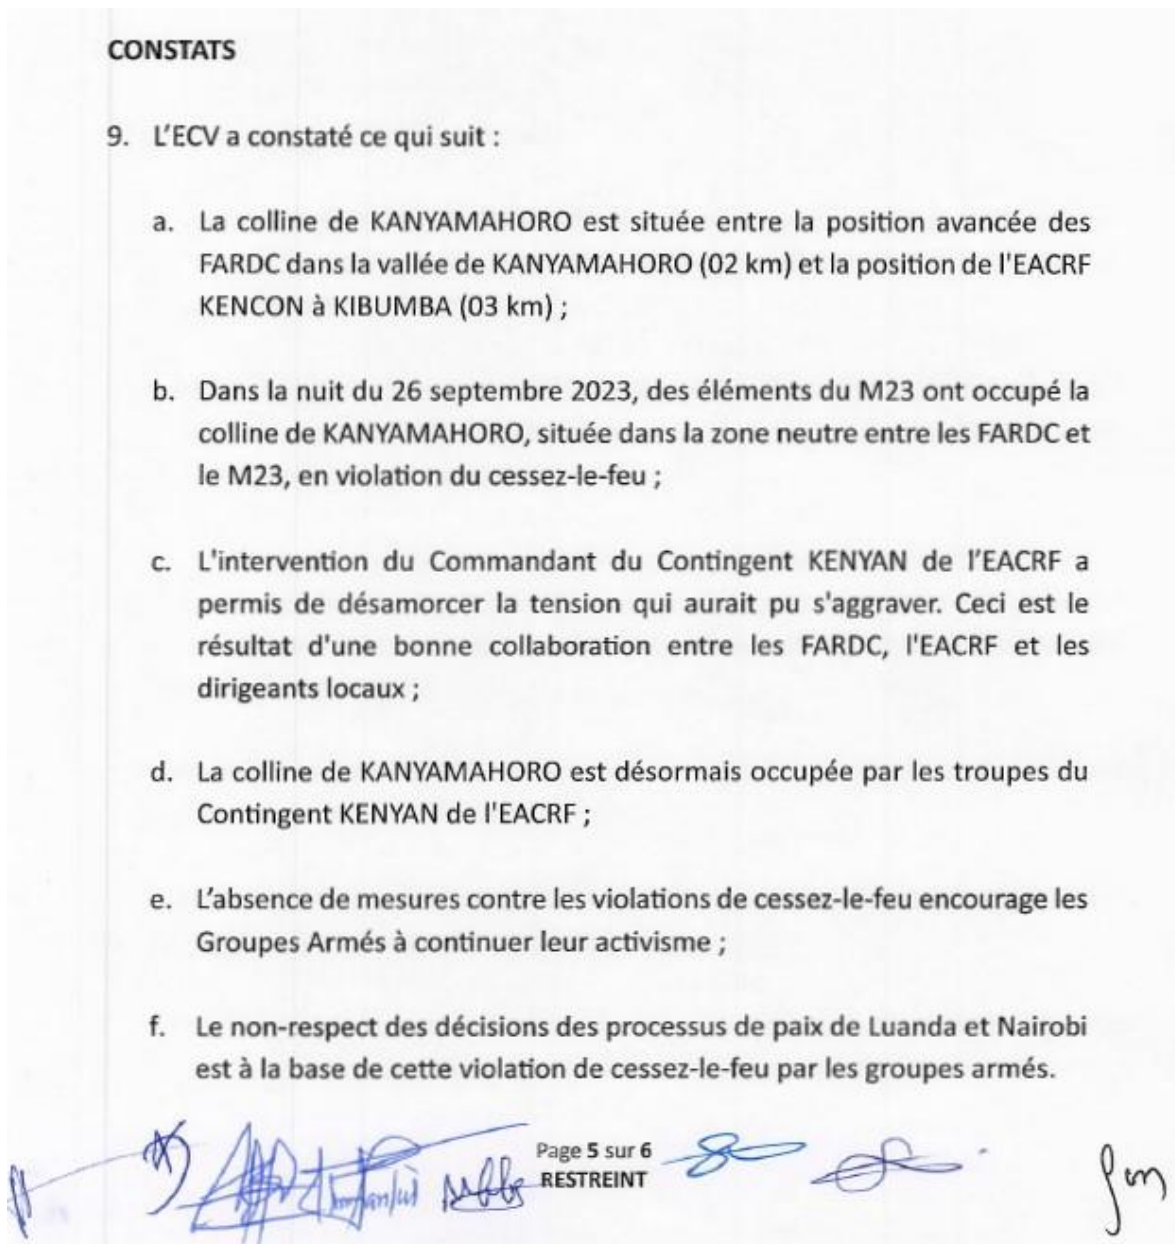 CONSTATS
9. L'ECV a constaté ce qui suit :
a. La colline de KANYAMAHORO est située entre la position avancée des
FARDC dans la vallée de KANYAMAHORO (02 km) et la position de l'EACRF
KENCON à KIBUMBA (03 km) ;
b. Dans la nuit du 26 septembre 2023, des éléments du M23 ont occupé la
colline de KANYAMAHORO, située dans la zone neutre entre les FARDC et
le M23, en violation du cessez-le-feu ;
c. L'intervention du Commandant du Contingent KENYAN de l'EACRF a
permis de désamorcer la tension qui aurait pu s'aggraver. Ceci est le
résultat d'une bonne collaboration entre les FARDC, l'EACRF et les
dirigeants locaux ;
d. La colline de KANYAMAHORO est désormais occupée par les troupes du
Contingent KENYAN de l'EACRF ;
e. L'absence de mesures contre les violations de cessez-le-feu encourage les
Groupes Armés à continuer leur activisme ;
f. Le non-respect des décisions des processus de paix de Luanda et Nairobi
est à la base de cette violation de cessez-le-feu par les groupes armés.
Page 5 sur 6
RESTREINT